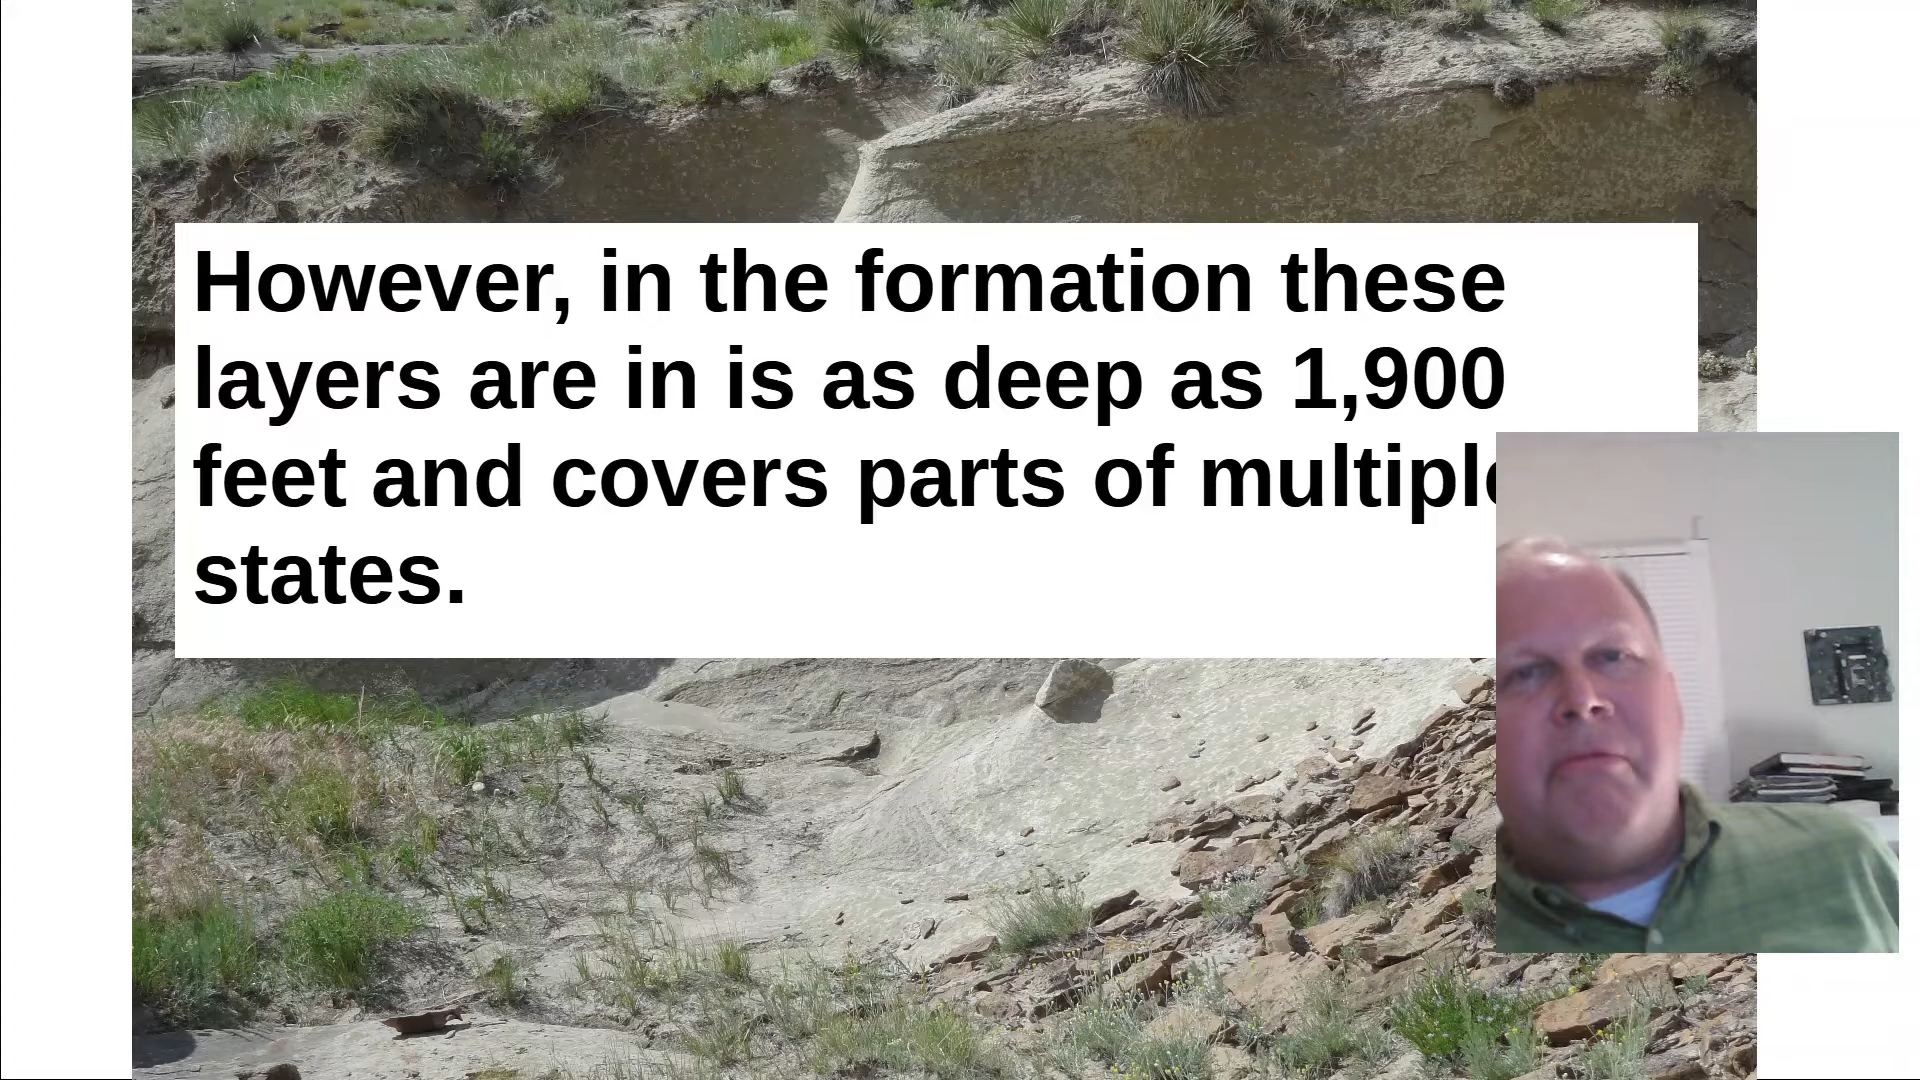 However, in the formation these
layers are in is as deep as 1,900
feet and covers parts of multiple
states.